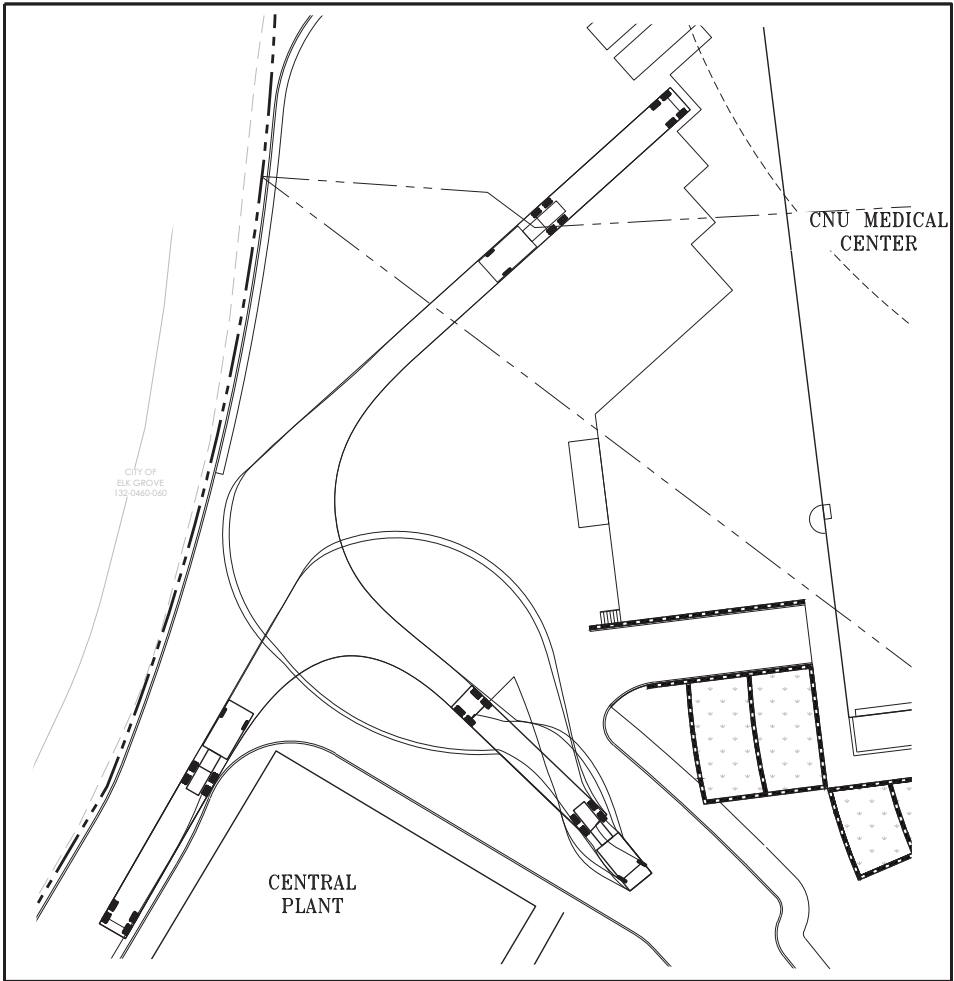 CNU MEDICAL
CENTER
CITY OF
ELK GROVE
132-0460-060
CENTRAL
PLANT